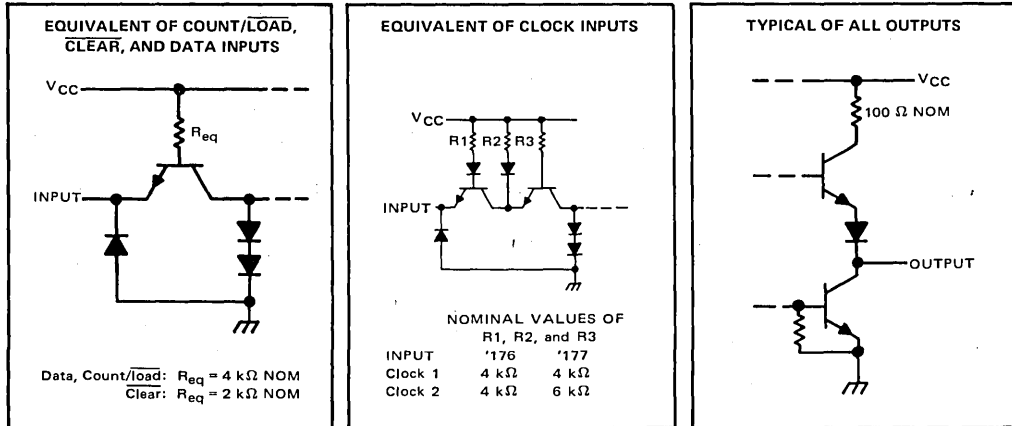 EQUIVALENT OF COUNT/LOAD,
CLEAR, AND DATA INPUTS
VCC
Req
INPUT
Data, Count/load: Req = 4 kΩ NOM
Clear: Req = 2 kΩ NOM
EQUIVALENT OF CLOCK INPUTS
VCC
R1 R2 R3
INPUT
NOMINAL VALUES OF
R1, R2, and R3
INPUT '176 '177
Clock 1 4 kΩ 4 kΩ
Clock 2 4 kΩ 6 kΩ
TYPICAL OF ALL OUTPUTS
VCC
100 Ω NOM
OUTPUT